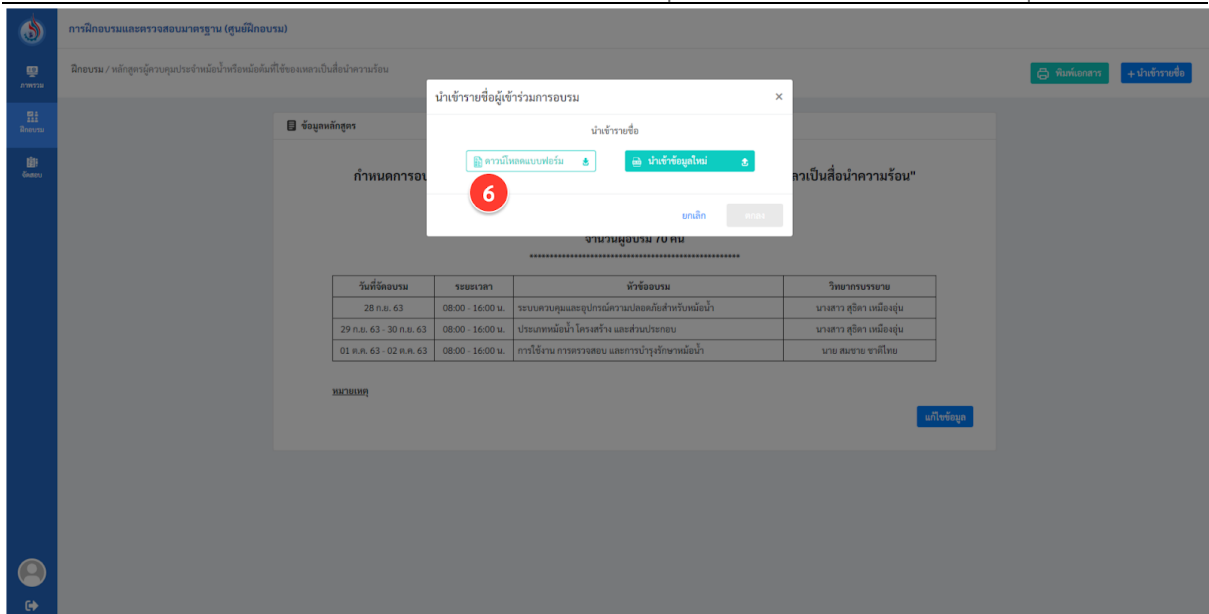 การฝึกอบรมและตรวจสอบมาตรฐาน (ศูนย์ฝึกอบรม)
ภาพรวม
ฝึกอบรม / หลักสูตรผู้ควบคุมประจำหม้อน้ำหรือหม้อต้มที่ใช้ของเหลวเป็นสื่อนำความร้อน
พิมพ์เอกสาร
+ นำเข้ารายชื่อ
นำเข้ารายชื่อผู้เข้าร่วมการอบรม ×
ฝึกอบรม
ข้อมูลหลักสูตร
นำเข้ารายชื่อ
ดาวน์โหลดแบบฟอร์ม
นำเข้าข้อมูลใหม่
จัดสอบ
กำหนดการอบ
ลวเป็นสื่อนำความร้อน"
6
ยกเลิก
ตกลง
จำนวนผู้อบรม 70 คน
วันที่จัดอบรม ระยะเวลา หัวข้ออบรม วิทยากรบรรยาย
28 ก.ย. 63 08:00 - 16:00 น. ระบบควบคุมและอุปกรณ์ความปลอดภัยสำหรับหม้อน้ำ นางสาว สุธิดา เหมืองอุ่น
29 ก.ย. 63 - 30 ก.ย. 63 08:00 - 16:00 น. ประเภทหม้อน้ำ โครงสร้าง และส่วนประกอบ นางสาว สุธิดา เหมืองอุ่น
01 ต.ค. 63 - 02 ต.ค. 63 08:00 - 16:00 น. การใช้งาน การตรวจสอบ และการบำรุงรักษาหม้อน้ำ นาย สมชาย ชาติไทย
หมายเหตุ
แก้ไขข้อมูล